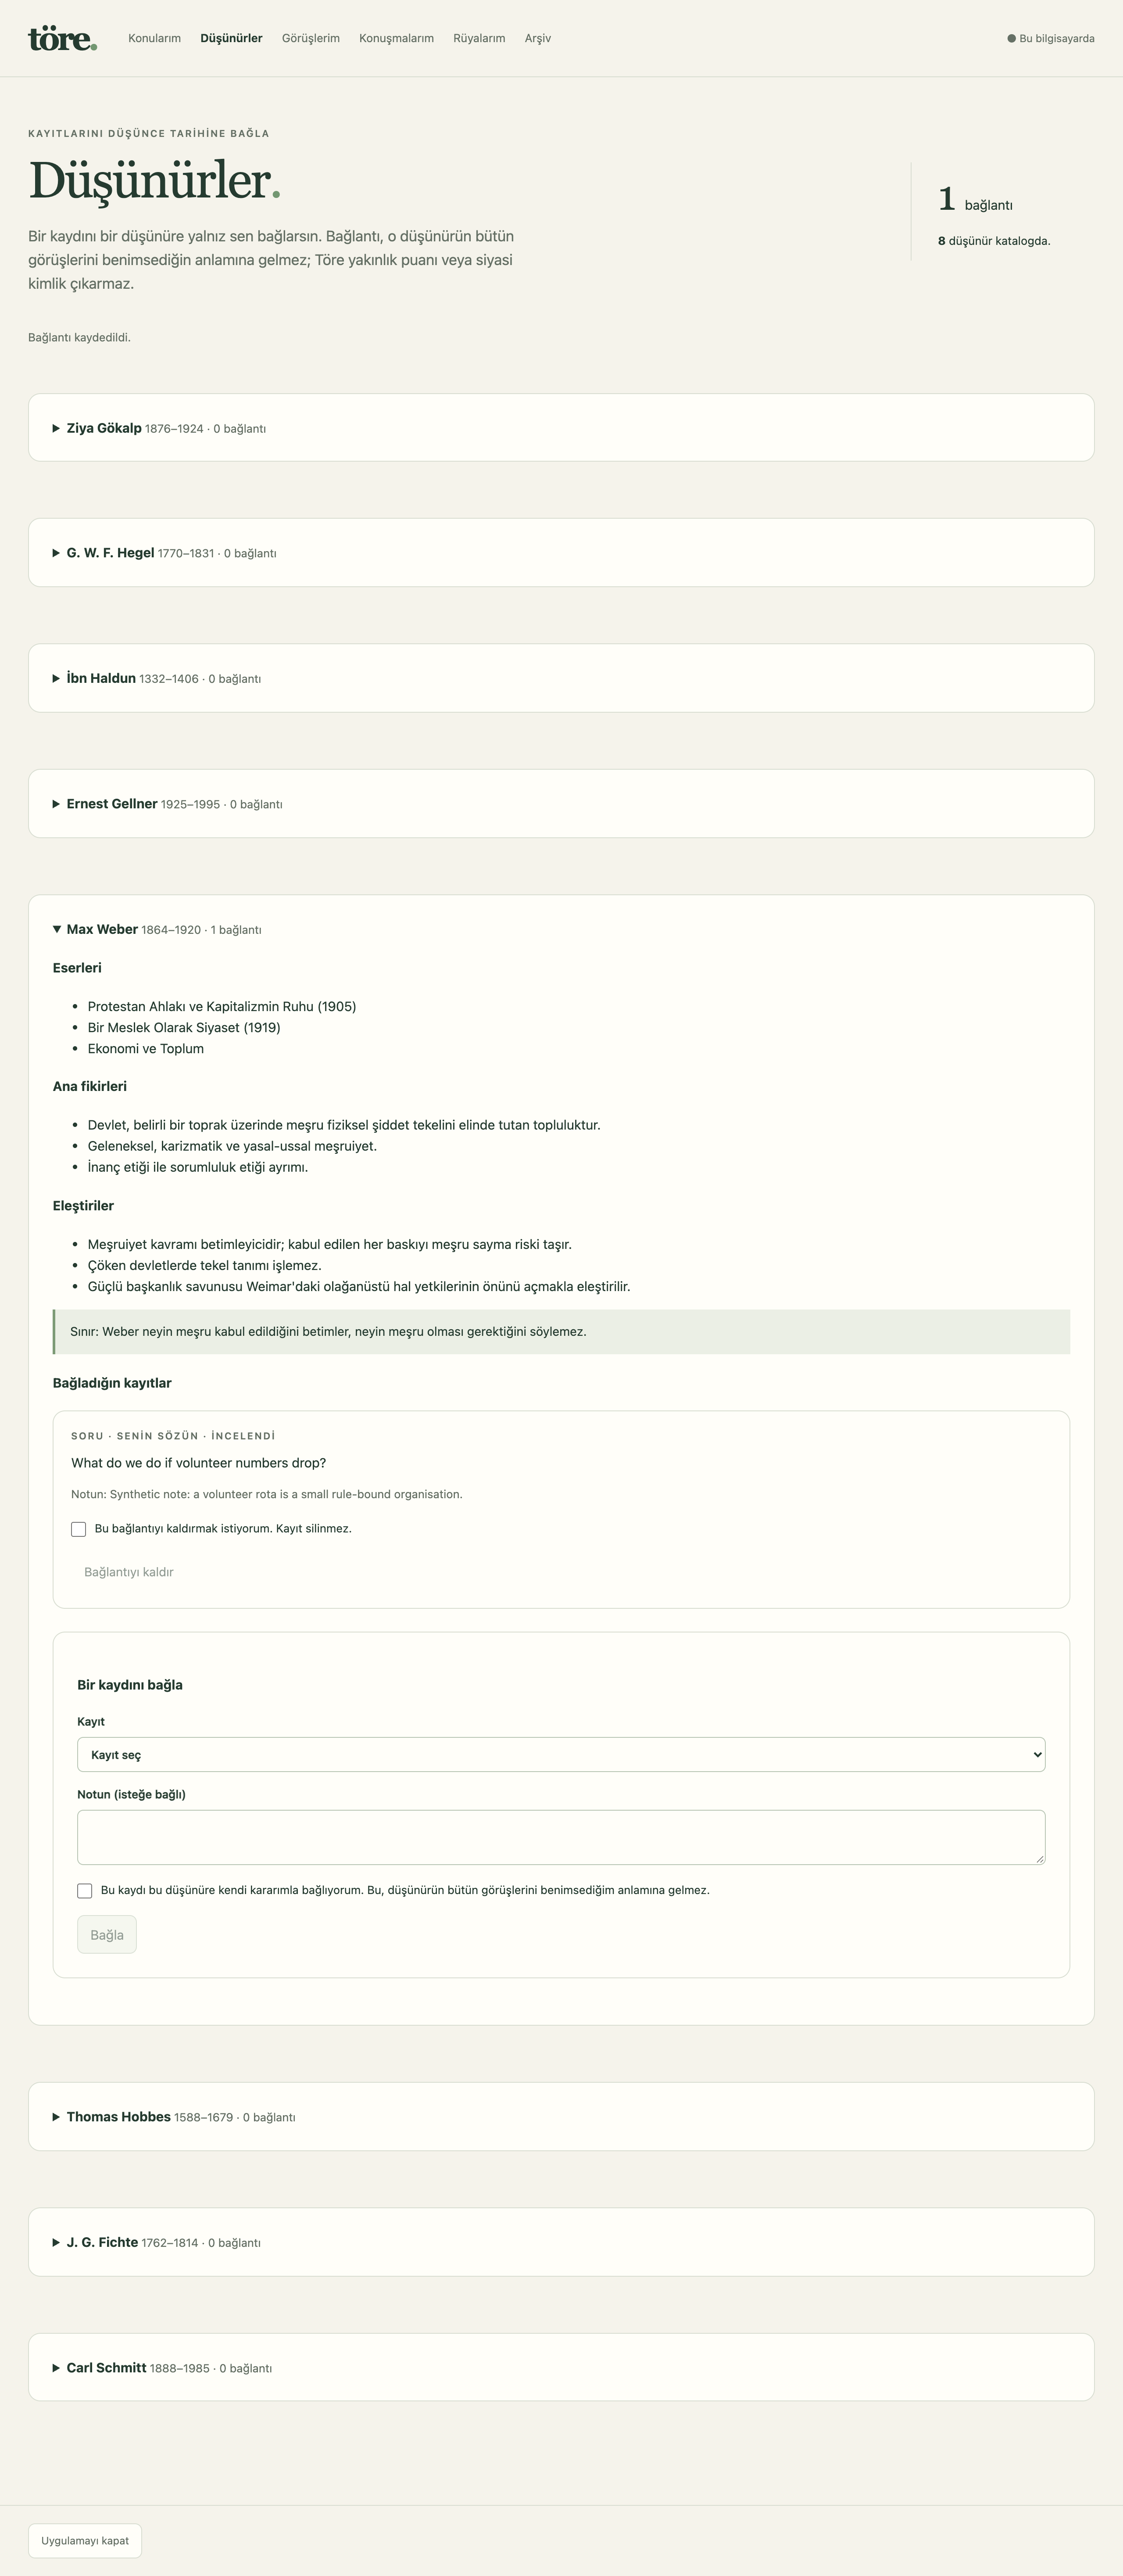 töre.
Konularım
Düşünürler
Görüşlerim
Konuşmalarım
Rüyalarım
Arşiv
Bu bilgisayarda
KAYITLARINI DÜŞÜNCE TARİHİNE BAĞLA
Düşünürler.
Bir kaydını bir düşünüre yalnız sen bağlarsın. Bağlantı, o düşünürün bütün
görüşlerini benimsediğin anlamına gelmez; Töre yakınlık puanı veya siyasi
kimlik çıkarmaz.
1 bağlantı
8 düşünür katalogda.
Bağlantı kaydedildi.
Ziya Gökalp 1876–1924 · 0 bağlantı
G. W. F. Hegel 1770–1831 · 0 bağlantı
İbn Haldun 1332–1406 · 0 bağlantı
Ernest Gellner 1925–1995 · 0 bağlantı
Max Weber 1864–1920 · 1 bağlantı
Eserleri
• Protestan Ahlakı ve Kapitalizmin Ruhu (1905)
• Bir Meslek Olarak Siyaset (1919)
• Ekonomi ve Toplum
Ana fikirleri
• Devlet, belirli bir toprak üzerinde meşru fiziksel şiddet tekelini elinde tutan topluluktur.
• Geleneksel, karizmatik ve yasal-ussal meşruiyet.
• İnanç etiği ile sorumluluk etiği ayrımı.
Eleştiriler
• Meşruiyet kavramı betimleyicidir; kabul edilen her baskıyı meşru sayma riski taşır.
• Çöken devletlerde tekel tanımı işlemez.
• Güçlü başkanlık savunusu Weimar'daki olağanüstü hal yetkilerinin önünü açmakla eleştirilir.
Sınır: Weber neyin meşru kabul edildiğini betimler, neyin meşru olması gerektiğini söylemez.
Bağladığın kayıtlar
SORU · SENİN SÖZÜN · İNCELENDİ
What do we do if volunteer numbers drop?
Notun: Synthetic note: a volunteer rota is a small rule-bound organisation.
Bu bağlantıyı kaldırmak istiyorum. Kayıt silinmez.
Bağlantıyı kaldır
Bir kaydını bağla
Kayıt
Kayıt seç
Notun (isteğe bağlı)
Bu kaydı bu düşünüre kendi kararımla bağlıyorum. Bu, düşünürün bütün görüşlerini benimsediğim anlamına gelmez.
Bağla
Thomas Hobbes 1588–1679 · 0 bağlantı
J. G. Fichte 1762–1814 · 0 bağlantı
Carl Schmitt 1888–1985 · 0 bağlantı
Uygulamayı kapat